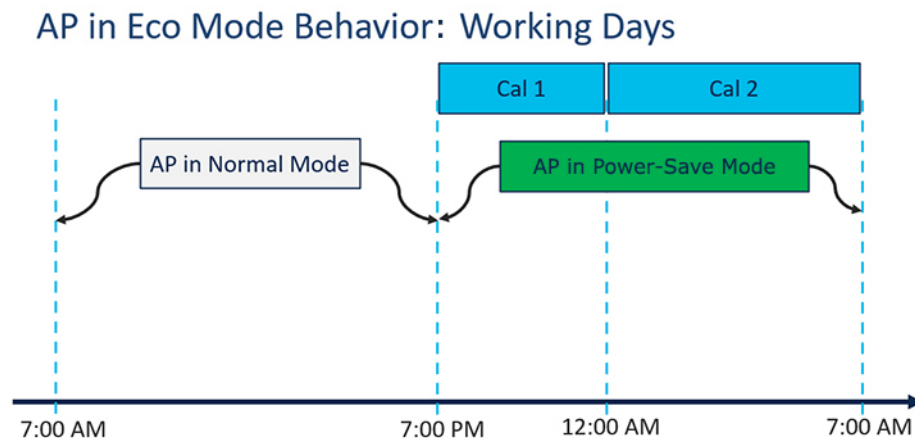 AP in Eco Mode Behavior: Working Days
Cal 1
Cal 2
AP in Normal Mode
AP in Power-Save Mode
7:00 AM
7:00 PM
12:00 AM
7:00 AM